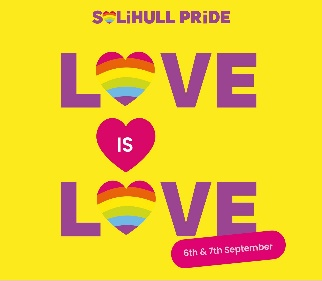 SOLiHULL PRiDE
LOVE
IS
LOVE
6th & 7th September